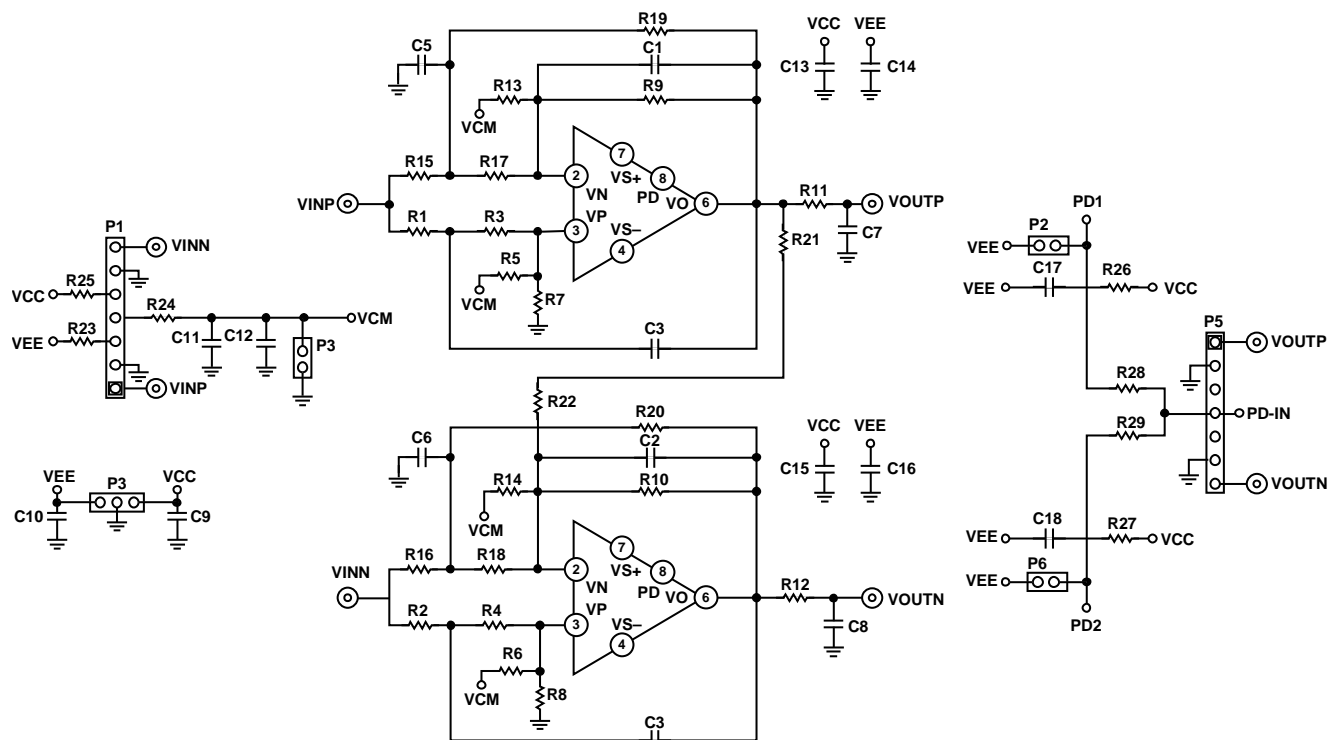 R19
VCC VEE
C5
C1
C13
C14
R13
R9
VCM
7
R15
R17
2
VS+
8
VN
PD
VO
6
R11
VINP
VOUTP
R1
R3
VP
3
VS–
4
C7
R21
R5
VCM
R7
C3
P1
VINN
R25
VCC
R24
VCM
R23
VEE
C11
C12
P3
VINP
PD1
P2
VEE
C17
R26
VEE
VCC
P5
VOUTP
R28
PD-IN
R29
VOUTN
C18
R27
VEE
VCC
P6
VEE
PD2
R22
R20
VCC VEE
C6
C2
C15
C16
R14
R10
VCM
7
R16
R18
2
VS+
8
VN
PD
VO
6
R12
VINN
VOUTN
R2
R4
VP
3
VS–
4
C8
R6
VCM
R8
C3
VEE
P3
VCC
C10
C9